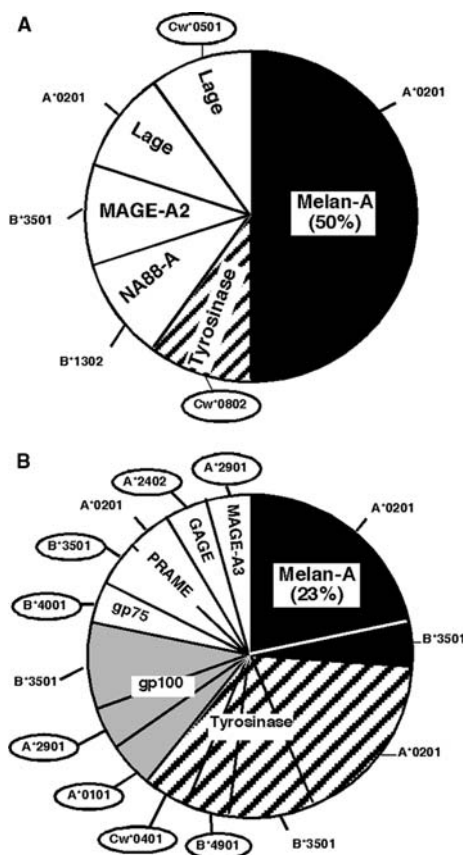 A
Cw*0501
A*0201
Lage
A*0201
Lage
B*3501
MAGE-A2
Melan-A
(50%)
NA88-A
Tyrosinase
B*1302
Cw*0802
B
A*2901
A*2402
A*0201
A*0201
MAGE-A3
GAGE
B*3501
PRAME
Melan-A
(23%)
B*4001
gp75
B*3501
B*3501
gp100
Tyrosinase
A*2901
A*0201
A*0101
Cw*0401
B*4901
B*3501